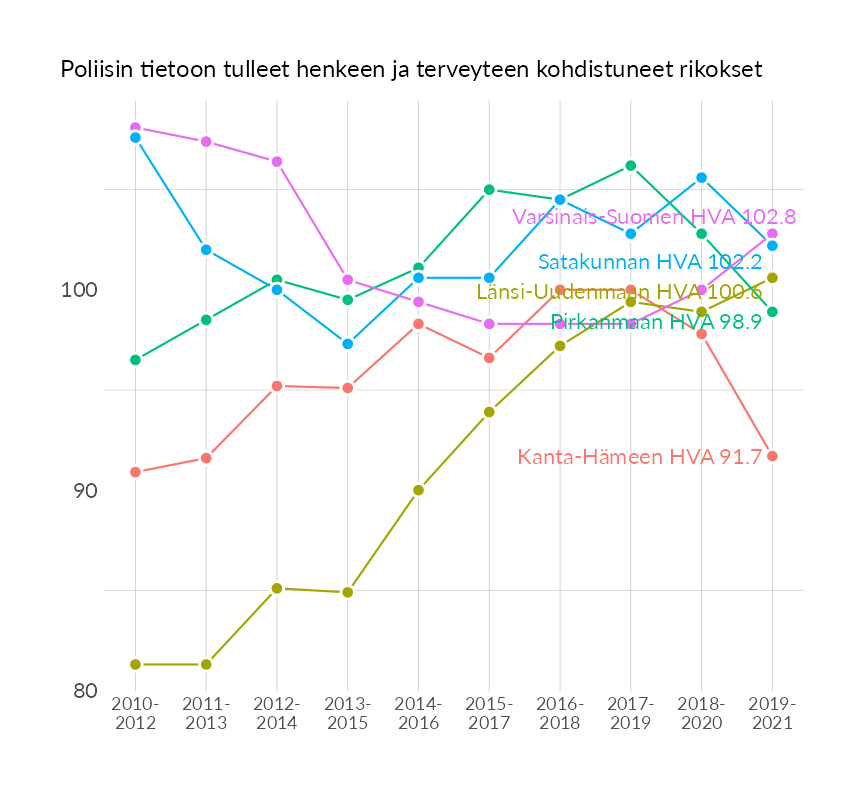 Poliisin tietoon tulleet henkeen ja terveyteen kohdistuneet rikokset
Varsinais-Suomen HVA 102.8
Satakunnan HVA 102.2
100
Länsi-Uudenmaan HVA 100.6
Pirkanmaan HVA 98.9
Kanta-Hämeen HVA 91.7
90
80
2010- 2011- 2012- 2013- 2014- 2015- 2016- 2017- 2018- 2019-
2012 2013 2014 2015 2016 2017 2018 2019 2020 2021